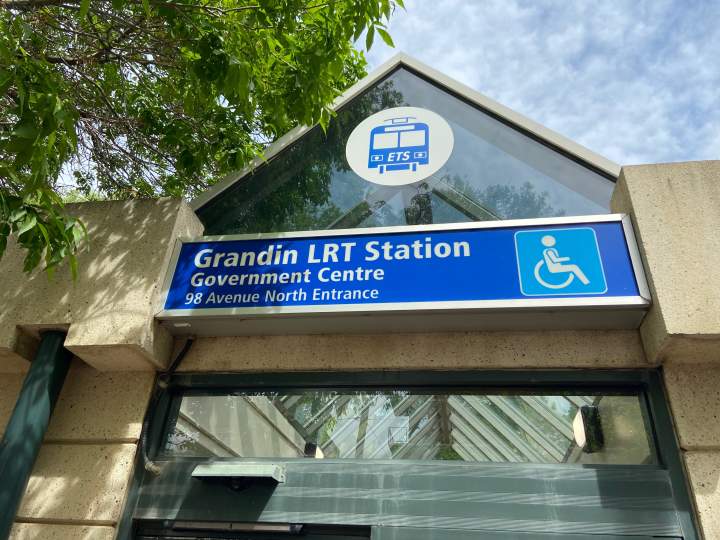 ETS
Grandin LRT Station
Government Centre
98 Avenue North Entrance